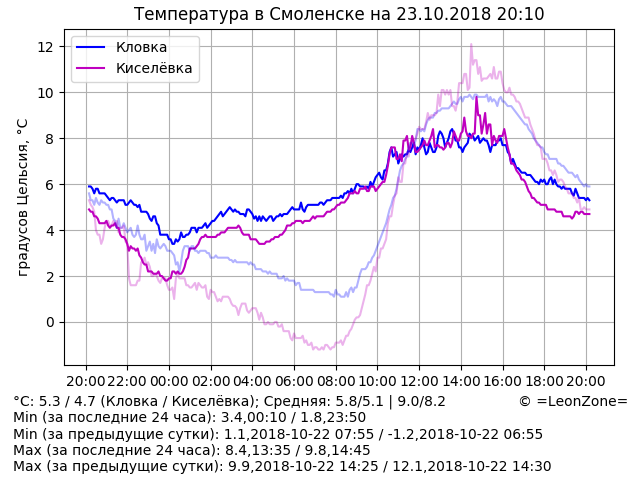 Температура в Смоленске на 23.10.2018 20:10
Кловка
Киселёвка
градусов Цельсия, °C
12
10
8
6
4
2
0
20:00 22:00 00:00 02:00 04:00 06:00 08:00 10:00 12:00 14:00 16:00 18:00 20:00
°C: 5.3 / 4.7 (Кловка / Киселёвка); Средняя: 5.8/5.1 | 9.0/8.2 © =LeonZone=
Min (за последние 24 часа): 3.4,00:10 / 1.8,23:50
Min (за предыдущие сутки): 1.1,2018-10-22 07:55 / -1.2,2018-10-22 06:55
Max (за последние 24 часа): 8.4,13:35 / 9.8,14:45
Max (за предыдущие сутки): 9.9,2018-10-22 14:25 / 12.1,2018-10-22 14:30